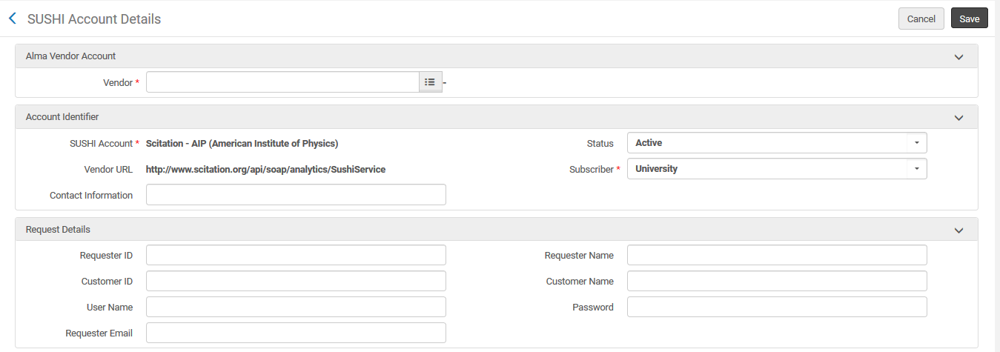 SUSHI Account Details
Cancel Save
Alma Vendor Account
Vendor * -
Account Identifier
SUSHI Account * Scitation - AIP (American Institute of Physics) Status Active
Vendor URL http://www.scitation.org/api/soap/analytics/SushiService Subscriber * University
Contact Information
Request Details
Requester ID Requester Name
Customer ID Customer Name
User Name Password
Requester Email